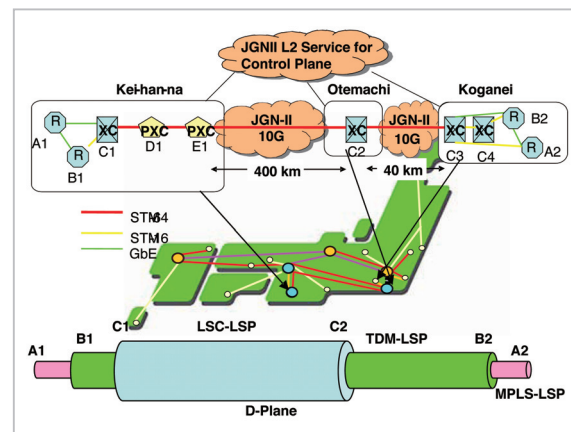 JGNII L2 Service for
Control Plane
Kei-han-na
Otemachi
Koganei
R
A1
R
B1
XC
C1
PXC
D1
PXC
E1
JGN-II
10G
XC
C2
JGN-II
10G
XC
C3
XC
C4
R
B2
R
A2
400 km
40 km
STM64
STM16
GbE
A1
B1
C1
LSC-LSP
C2
TDM-LSP
B2
A2
MPLS-LSP
D-Plane